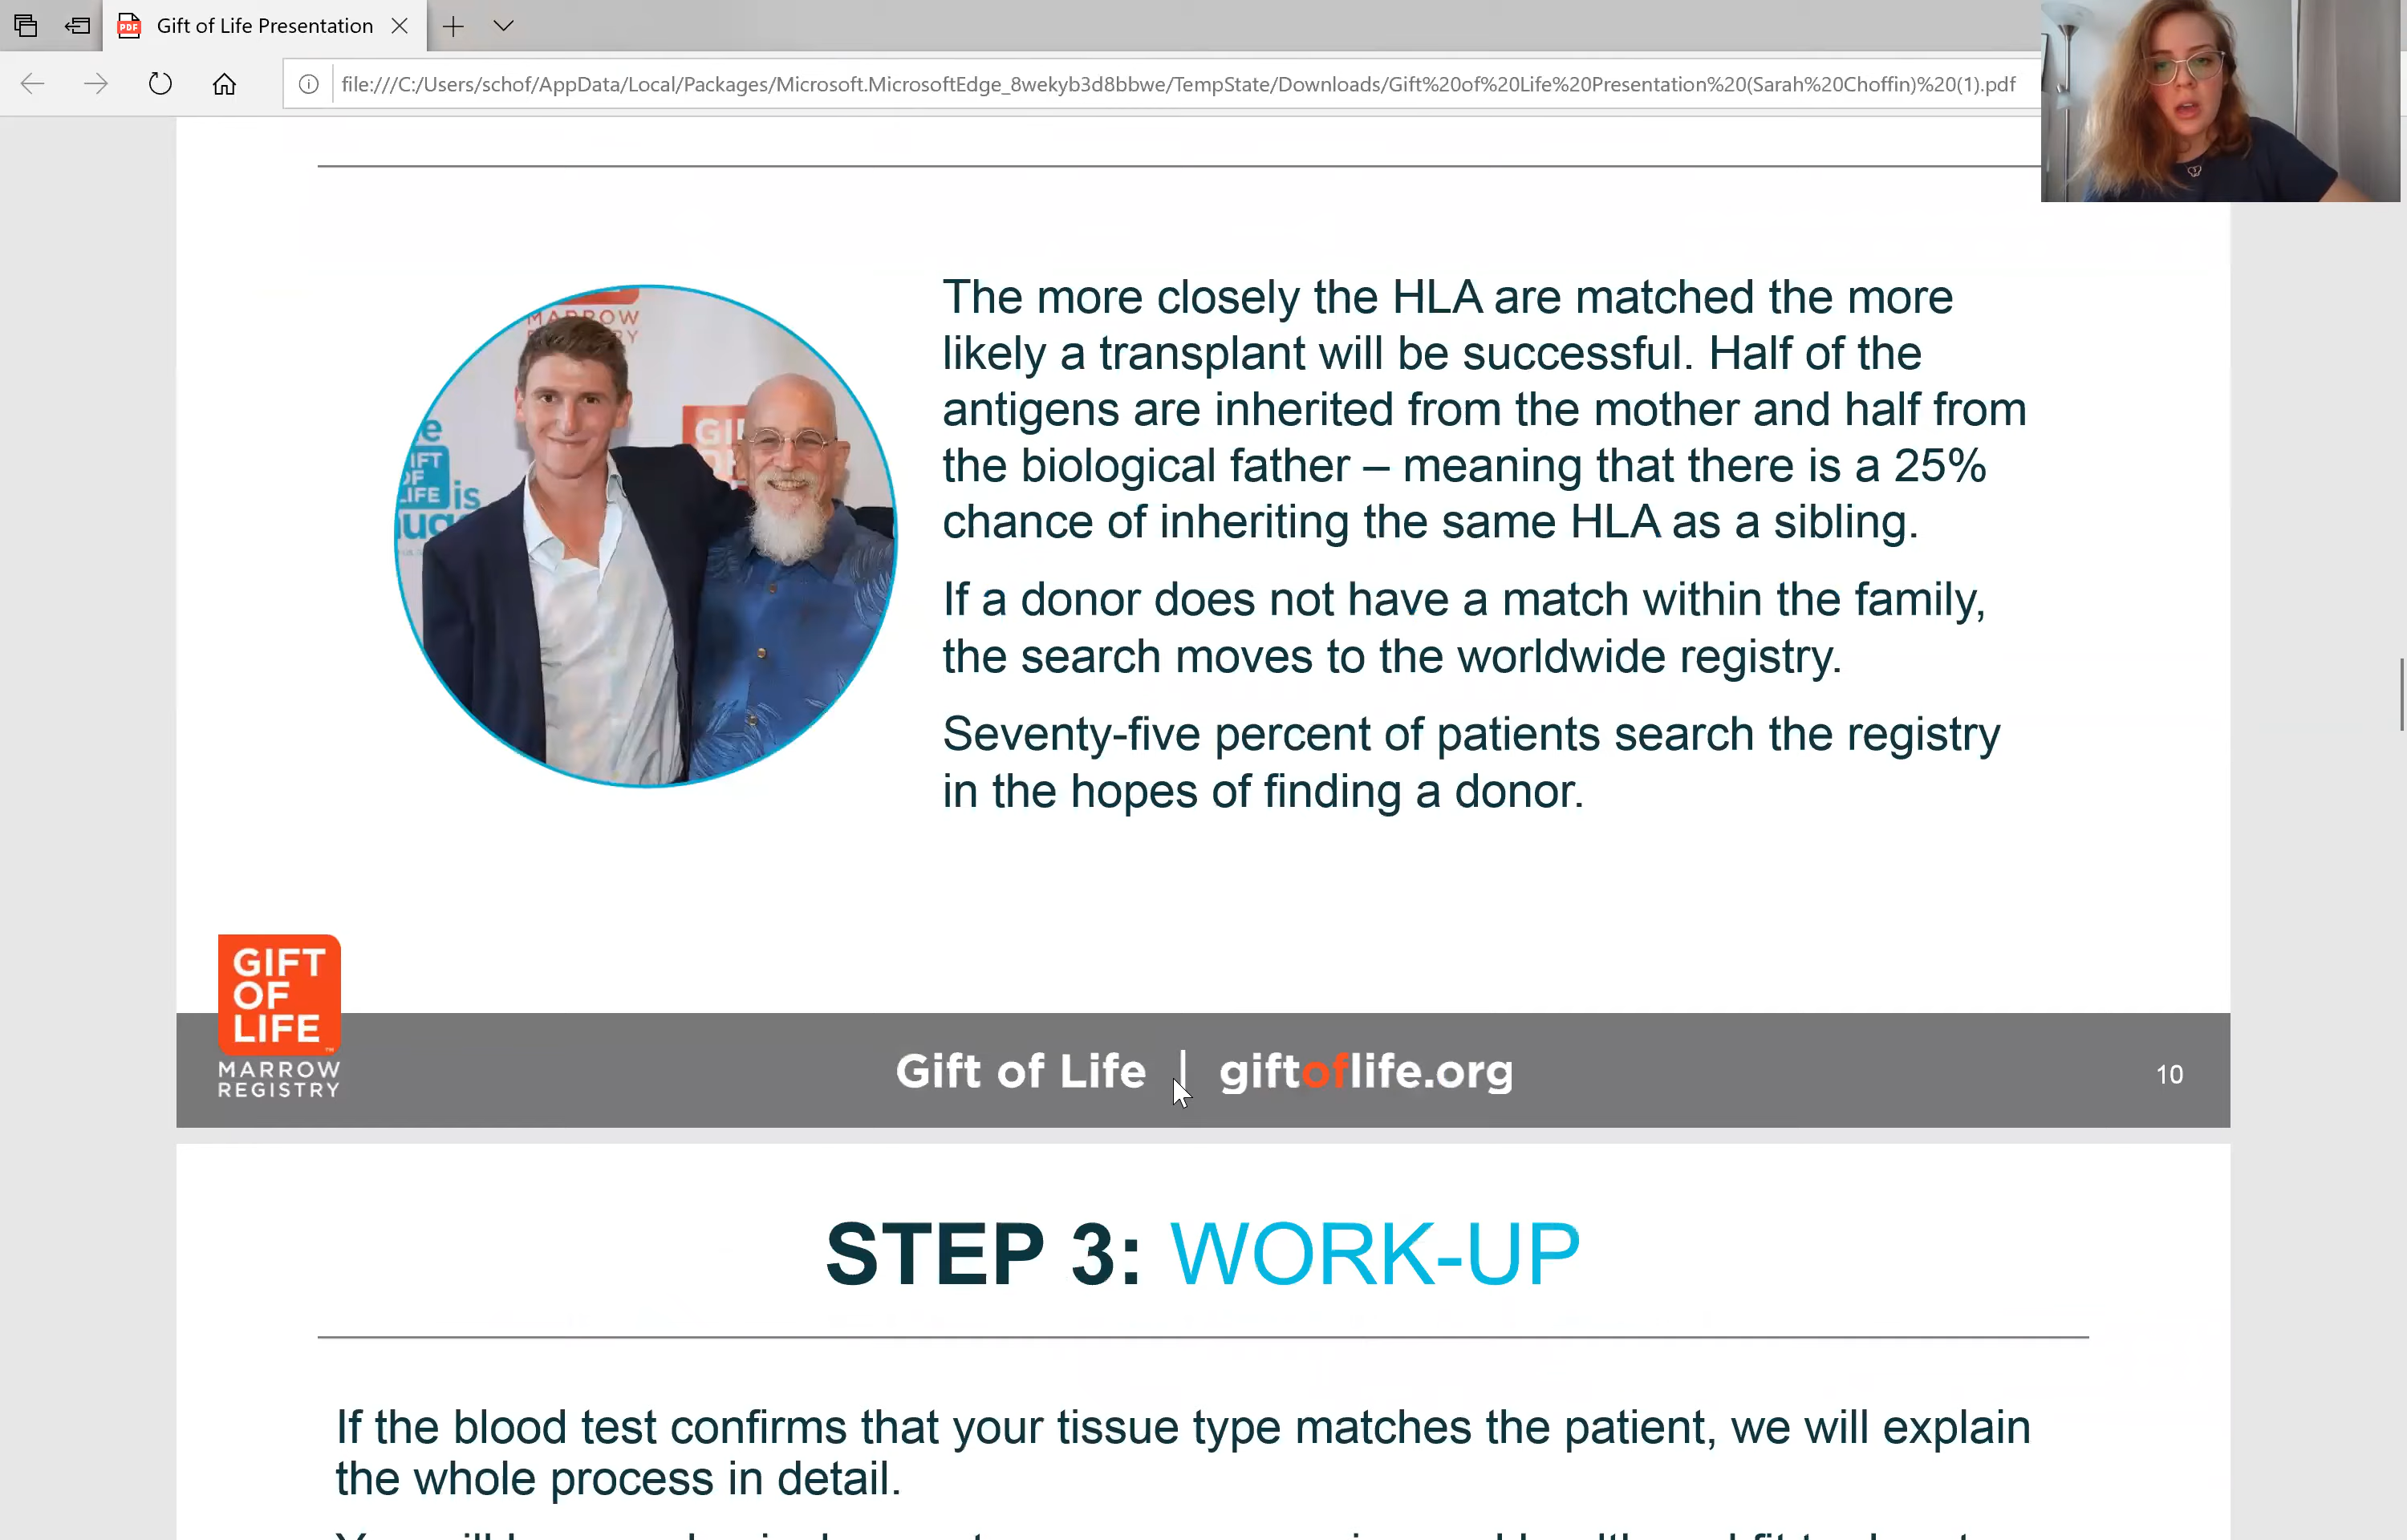 Gift of Life Presentation
file:///C:/Users/schof/AppData/Local/Packages/Microsoft.MicrosoftEdge_8wekyb3d8bbwe/TempState/Downloads/Gift%20of%20Life%20Presentation%20(Sarah%20Choffin)%20(1).pdf
MARROW
GIF
IFT
OF
LIFE is
The more closely the HLA are matched the more
likely a transplant will be successful. Half of the
antigens are inherited from the mother and half from
the biological father – meaning that there is a 25%
chance of inheriting the same HLA as a sibling.
If a donor does not have a match within the family,
the search moves to the worldwide registry.
Seventy-five percent of patients search the registry
in the hopes of finding a donor.
GIFT
OF
LIFE™
MARROW
REGISTRY
Gift of Life | giftoflife.org
10
STEP 3: WORK-UP
If the blood test confirms that your tissue type matches the patient, we will explain
the whole process in detail.